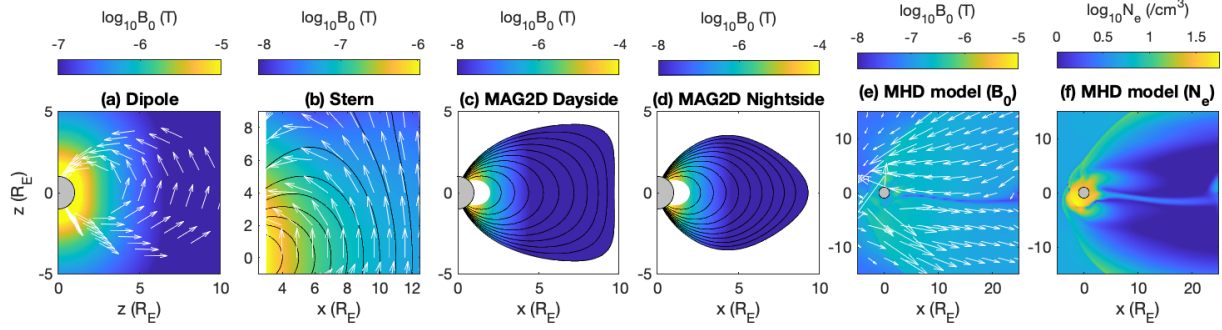 log10B0 (T)
-7 -6 -5
(a) Dipole
z (RE)
5
0
-5
0 5 10
z (RE)
log10B0 (T)
-8 -7 -6
(b) Stern
8
6
4
2
0
4 6 8 10 12
x (RE)
log10B0 (T)
-8 -6 -4
(c) MAG2D Dayside
5
0
-5
0 5 10
x (RE)
log10B0 (T)
-8 -6 -4
(d) MAG2D Nightside
5
0
-5
0 5 10
x (RE)
log10B0 (T)
-8 -7 -6 -5
(e) MHD model (B0)
10
0
-10
0 10 20
x (RE)
log10Ne (/cm3)
0 0.5 1 1.5
(f) MHD model (Ne)
10
0
-10
0 10 20
x (RE)